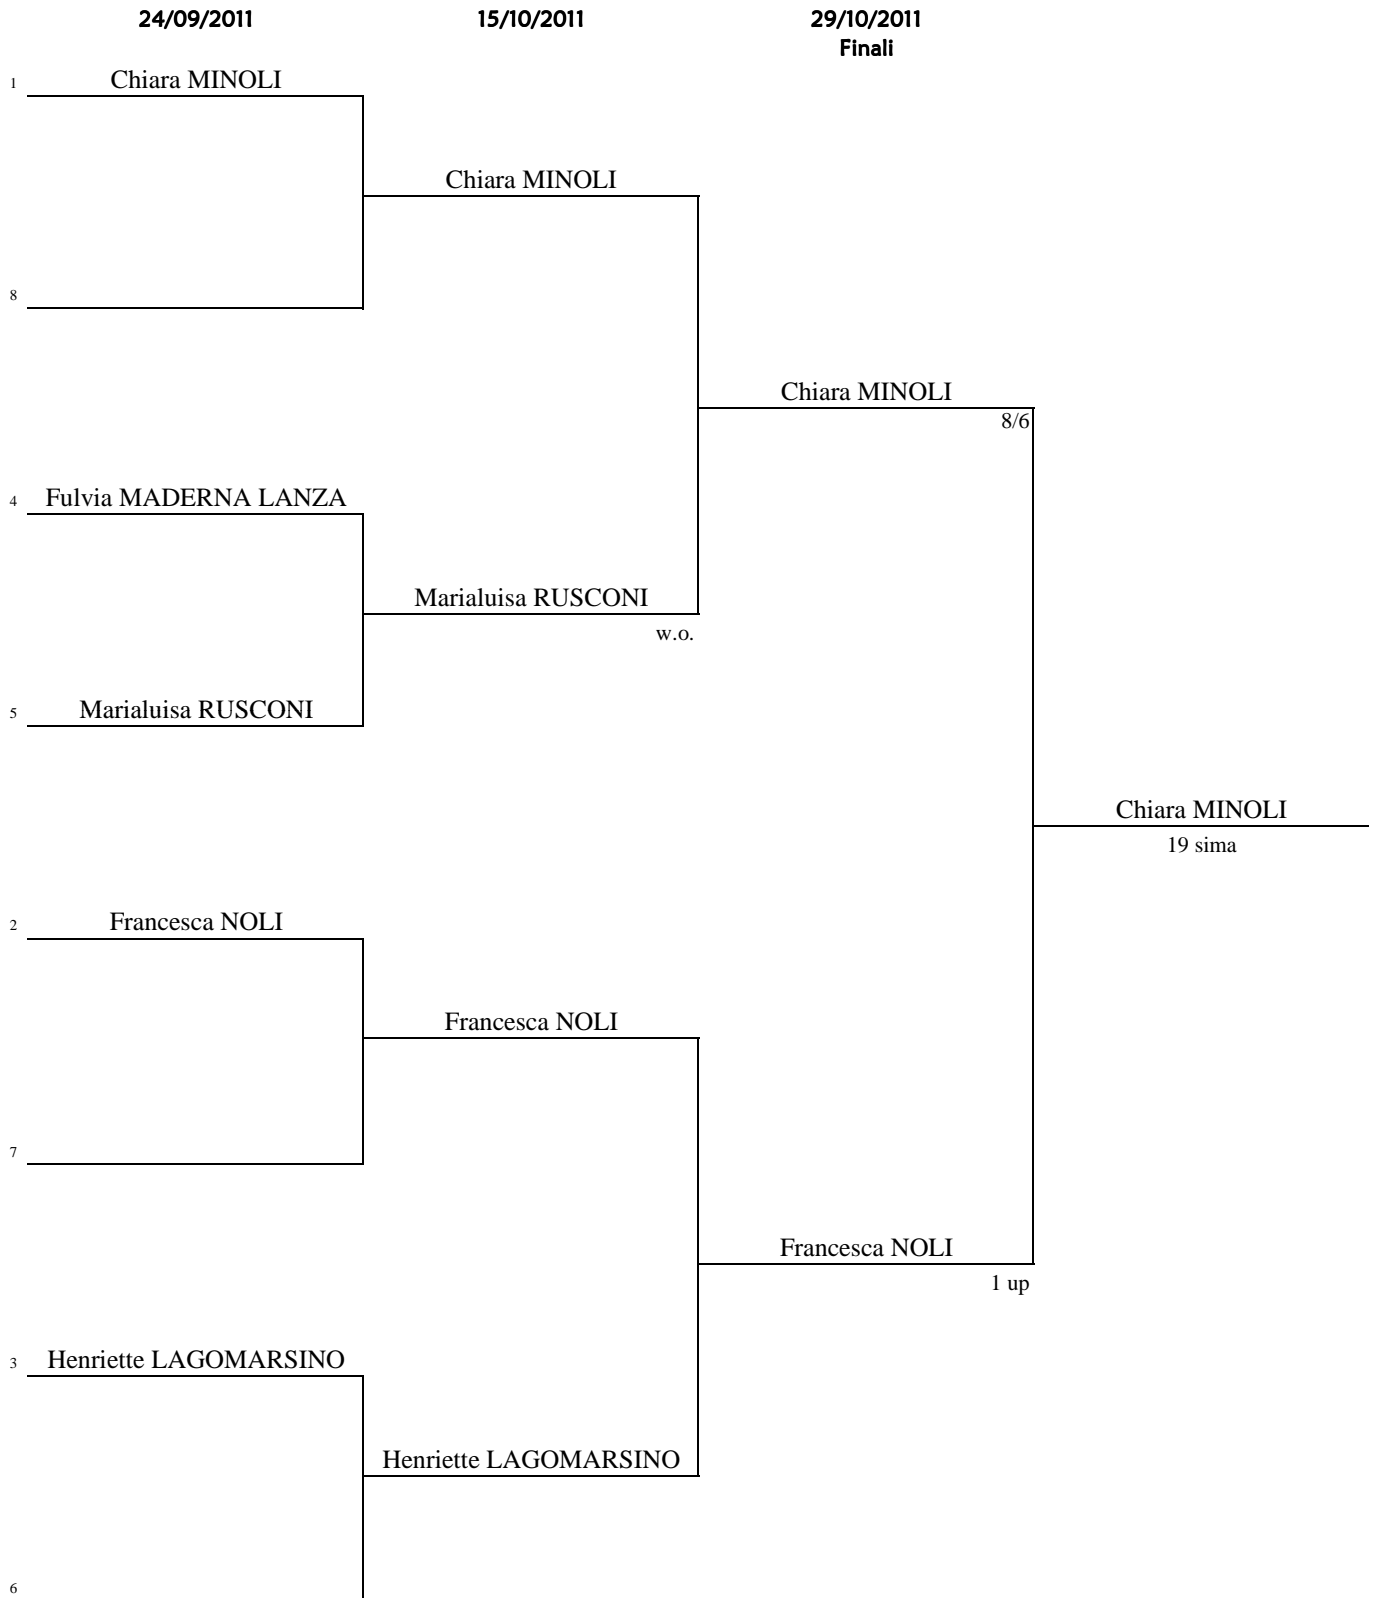 24/09/2011 15/10/2011 29/10/2011
Finali
1 Chiara MINOLI
Chiara MINOLI
8
Chiara MINOLI
8/6
4 Fulvia MADERNA LANZA
Marialuisa RUSCONI
w.o.
5 Marialuisa RUSCONI
Chiara MINOLI
19 sima
2 Francesca NOLI
Francesca NOLI
7
Francesca NOLI
1 up
3 Henriette LAGOMARSINO
Henriette LAGOMARSINO
6